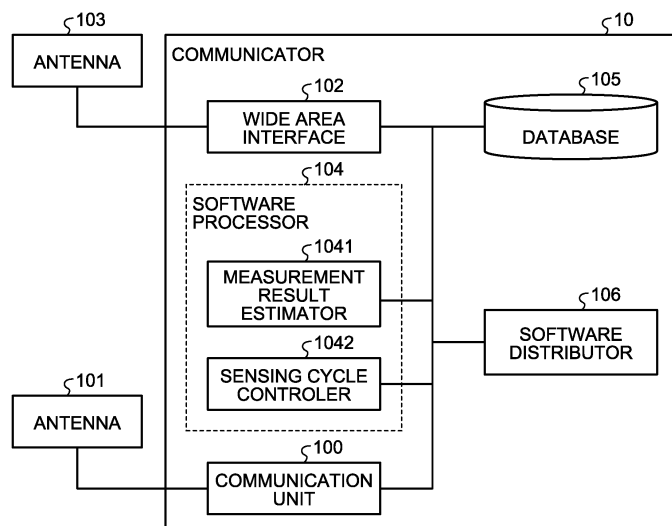 103
10
ANTENNA
COMMUNICATOR
102
105
WIDE AREA
INTERFACE
DATABASE
104
SOFTWARE
PROCESSOR
1041
MEASUREMENT
RESULT
ESTIMATOR
106
SOFTWARE
DISTRIBUTOR
1042
SENSING CYCLE
CONTROLER
101
ANTENNA
100
COMMUNICATION
UNIT